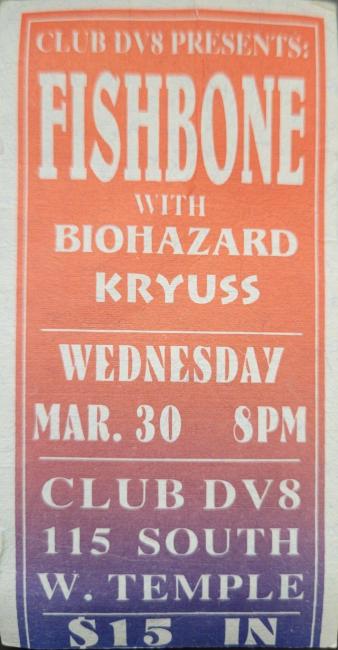 CLUB DV8 PRESENTS:
FISHBONE
WITH
BIOHAZARD
KRYUSS
WEDNESDAY
MAR. 30 8PM
CLUB DV8
115 SOUTH
W. TEMPLE
$15 IN